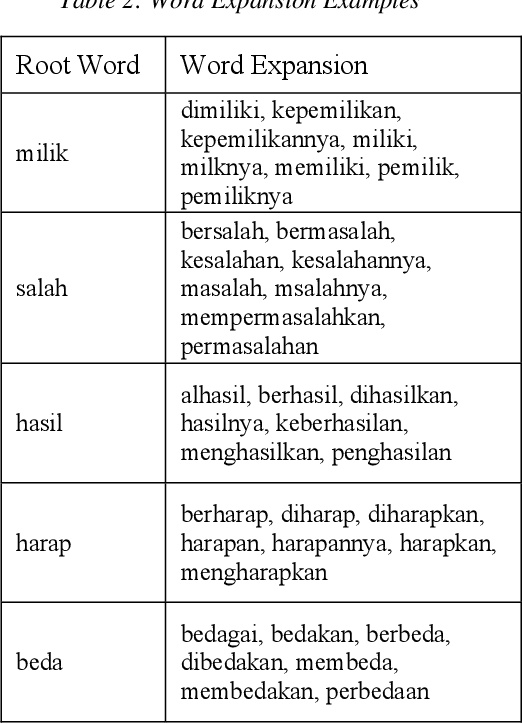 Table 2: Word Expansion Examples
Root Word
Word Expansion
milik
dimiliki, kepemilikan,
kepemilikannya, miliki,
milknya, memiliki, pemilik,
pemiliknya
salah
bersalah, bermasalah,
kesalahan, kesalahannya,
masalah, msalahnya,
mempermasalahkan,
permasalahan
hasil
alhasil, berhasil, dihasilkan,
hasilnya, keberhasilan,
menghasilkan, penghasilan
harap
berharap, diharap, diharapkan,
harapan, harapannya, harapkan,
mengharapkan
beda
bedagai, bedakan, berbeda,
dibedakan, membeda,
membedakan, perbedaan